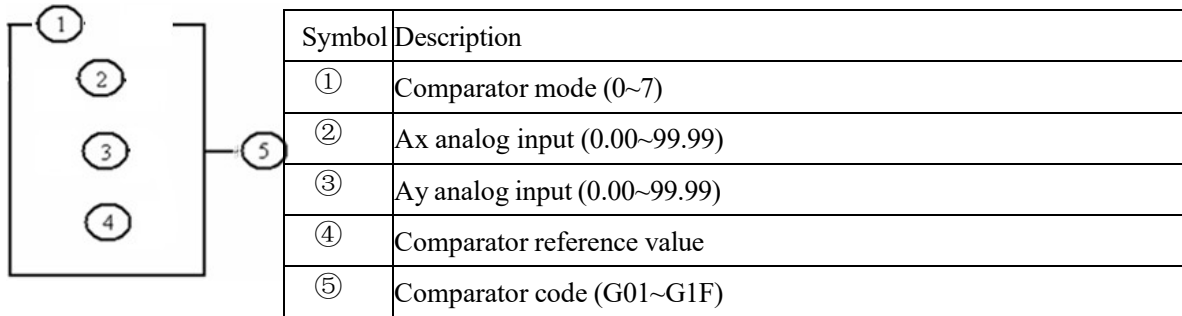 1
2
3
4
5
Symbol Description
① Comparator mode (0~7)
② Ax analog input (0.00~99.99)
③ Ay analog input (0.00~99.99)
④ Comparator reference value
⑤ Comparator code (G01~G1F)